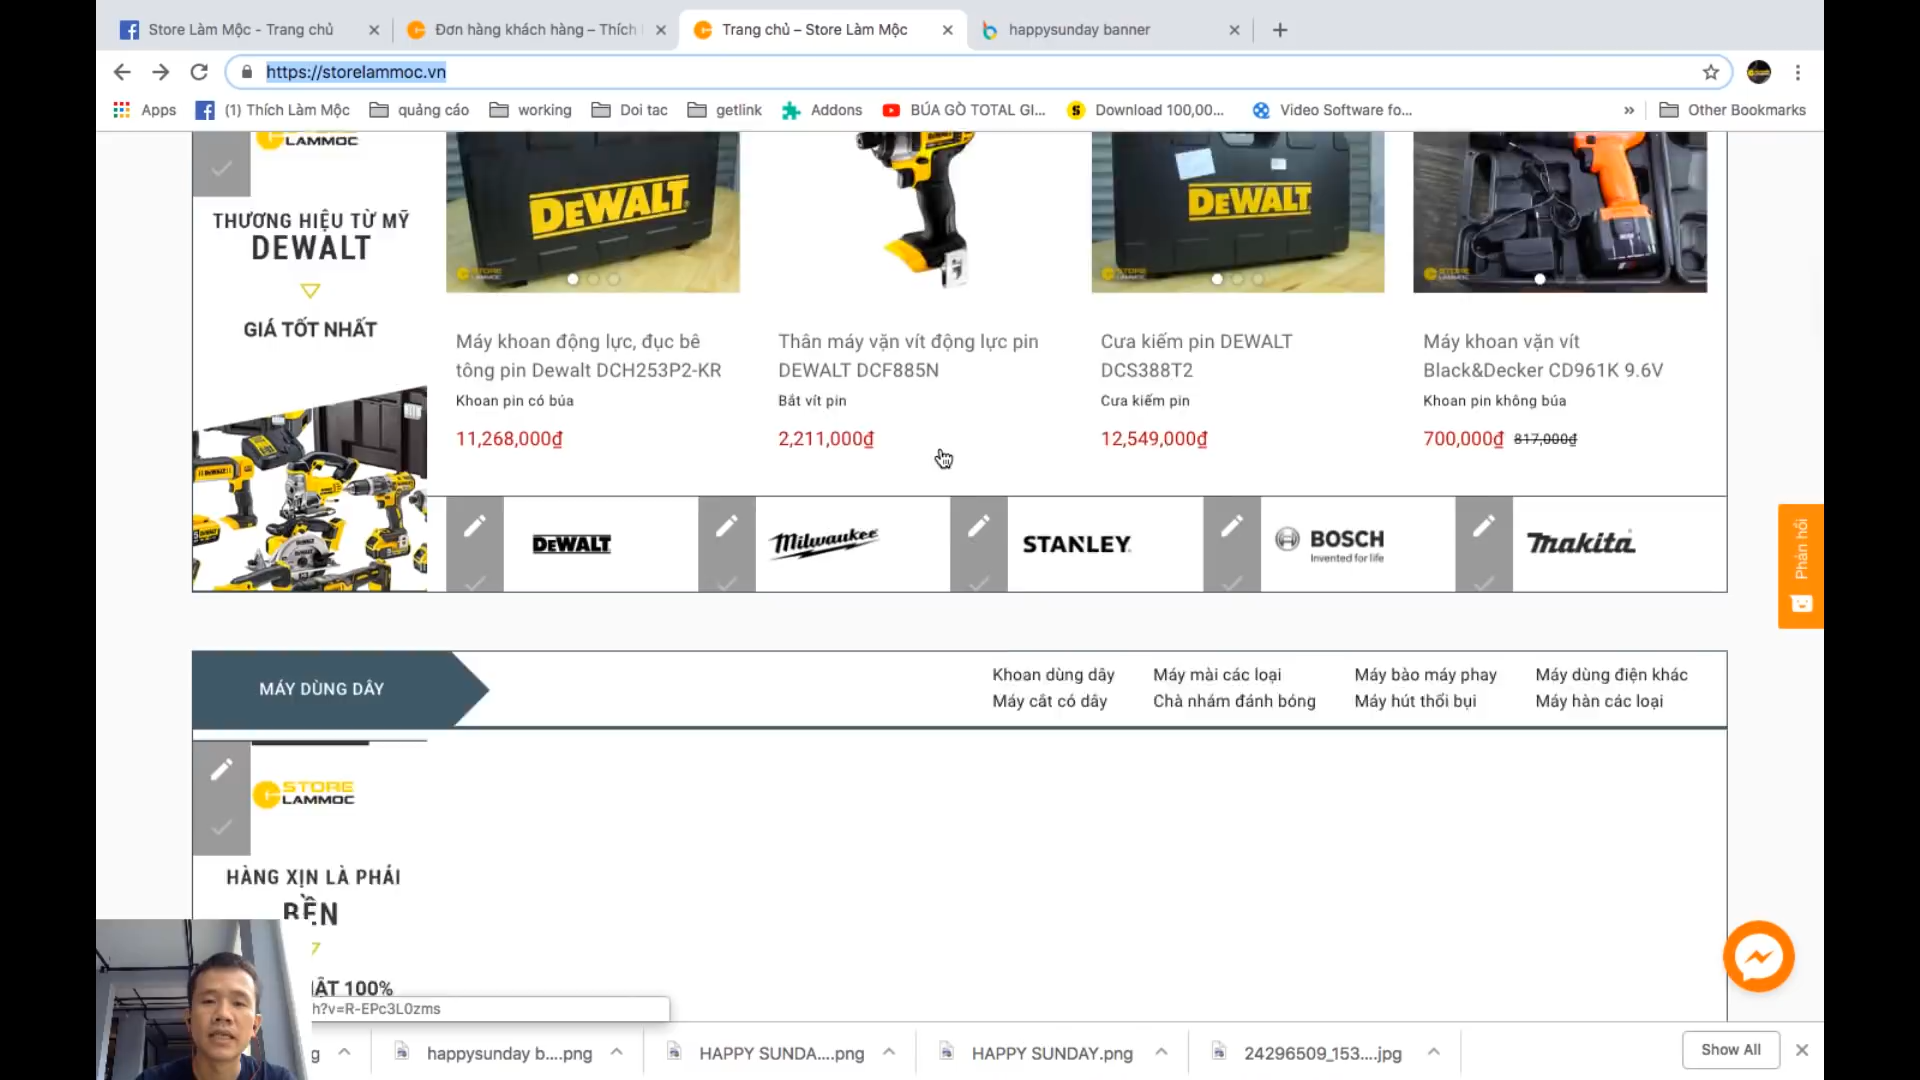 Store Làm Mộc - Trang chủ
Đơn hàng khách hàng – Thích
Trang chủ – Store Làm Mộc
happysunday banner
https://storelammoc.vn
Apps
(1) Thích Làm Mộc
quảng cáo
working
Doi tac
getlink
Addons
BÚA GÒ TOTAL GI...
Download 100,00...
Video Software fo...
»
Other Bookmarks
LAMMOC
THƯƠNG HIỆU TỪ MỸ
DEWALT
GIÁ TỐT NHẤT
DEWALT
DEWALT
Máy khoan động lực, đục bê
tông pin Dewalt DCH253P2-KR
Khoan pin có búa
11,268,000₫
Thân máy vặn vít động lực pin
DEWALT DCF885N
Bắt vít pin
2,211,000₫
Cưa kiếm pin DEWALT
DCS388T2
Cưa kiếm pin
12,549,000₫
Máy khoan vặn vít
Black&Decker CD961K 9.6V
Khoan pin không búa
700,000₫ 817,000₫
DEWALT
Milwaukee
STANLEY
BOSCH
Invented for life
makita
Phản hồi
MÁY DÙNG DÂY
Khoan dùng dây
Máy mài các loại
Máy bào máy phay
Máy dùng điện khác
Máy cắt có dây
Chà nhám đánh bóng
Máy hút thổi bụi
Máy hàn các loại
STORE
LAMMOC
HÀNG XỊN LÀ PHẢI
BỀN
ẬT 100%
h?v=R-EPc3L0zms
g
happysunday b....png
HAPPY SUNDA....png
HAPPY SUNDAY.png
24296509_153....jpg
Show All